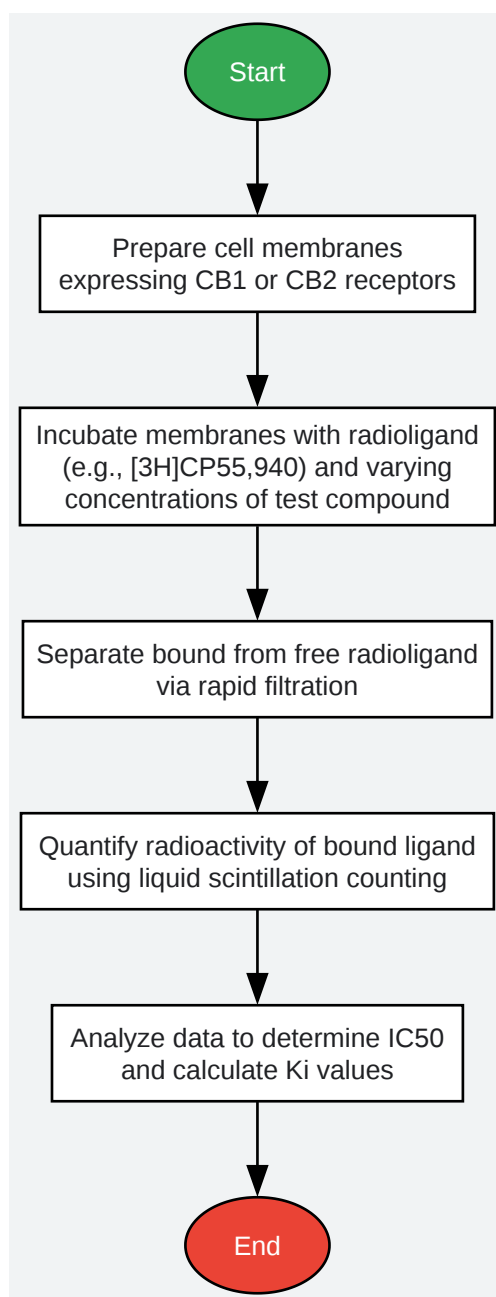 Start
Prepare cell membranes
expressing CB1 or CB2 receptors
Incubate membranes with radioligand
(e.g., [3H]CP55,940) and varying
concentrations of test compound
Separate bound from free radioligand
via rapid filtration
Quantify radioactivity of bound ligand
using liquid scintillation counting
Analyze data to determine IC50
and calculate Ki values
End